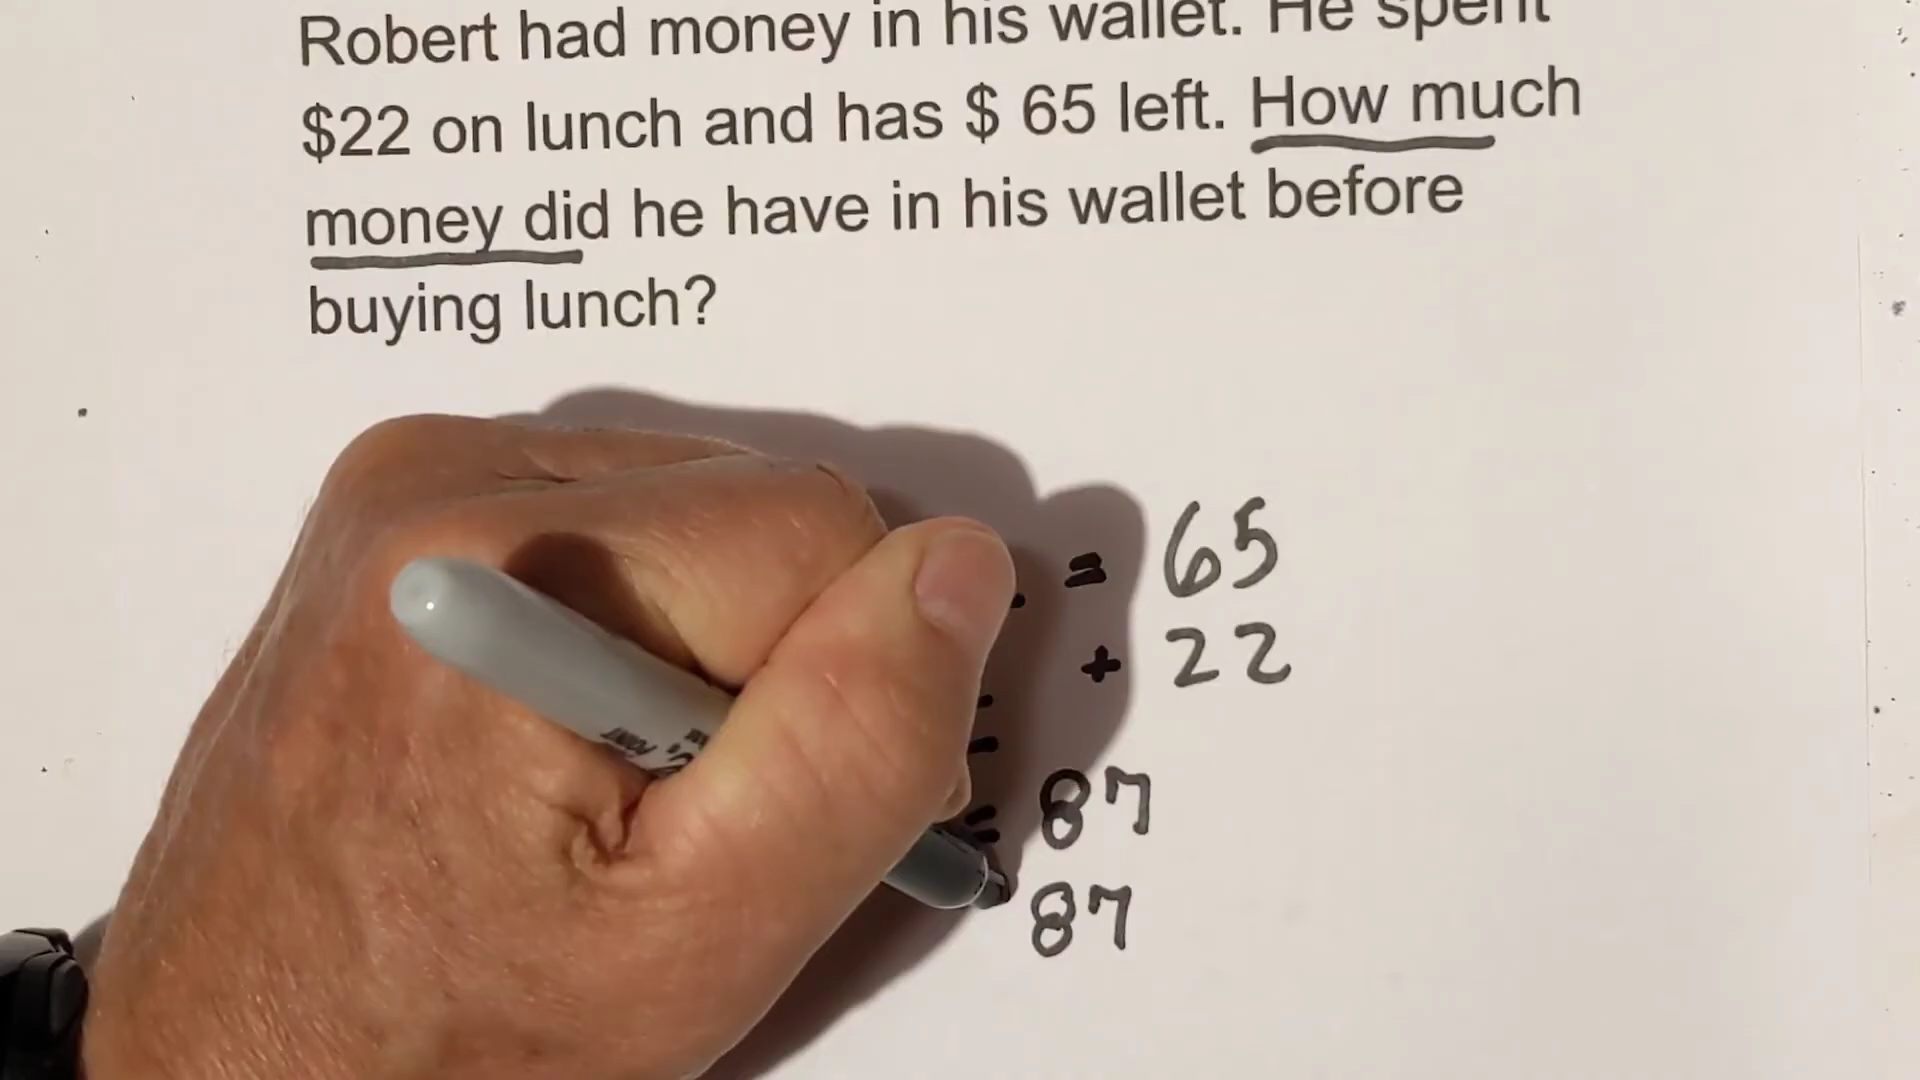 Robert had money in his wallet. He spent
$22 on lunch and has $ 65 left. How much
money did he have in his wallet before
buying lunch?
= 65
+ 22
= 87
87
POINT